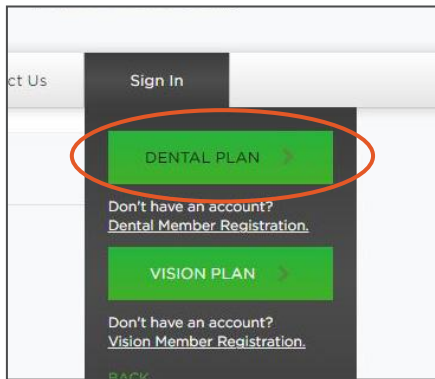 ct Us
Sign In
DENTAL PLAN
Don't have an account?
Dental Member Registration.
VISION PLAN
Don't have an account?
Vision Member Registration.
BACK